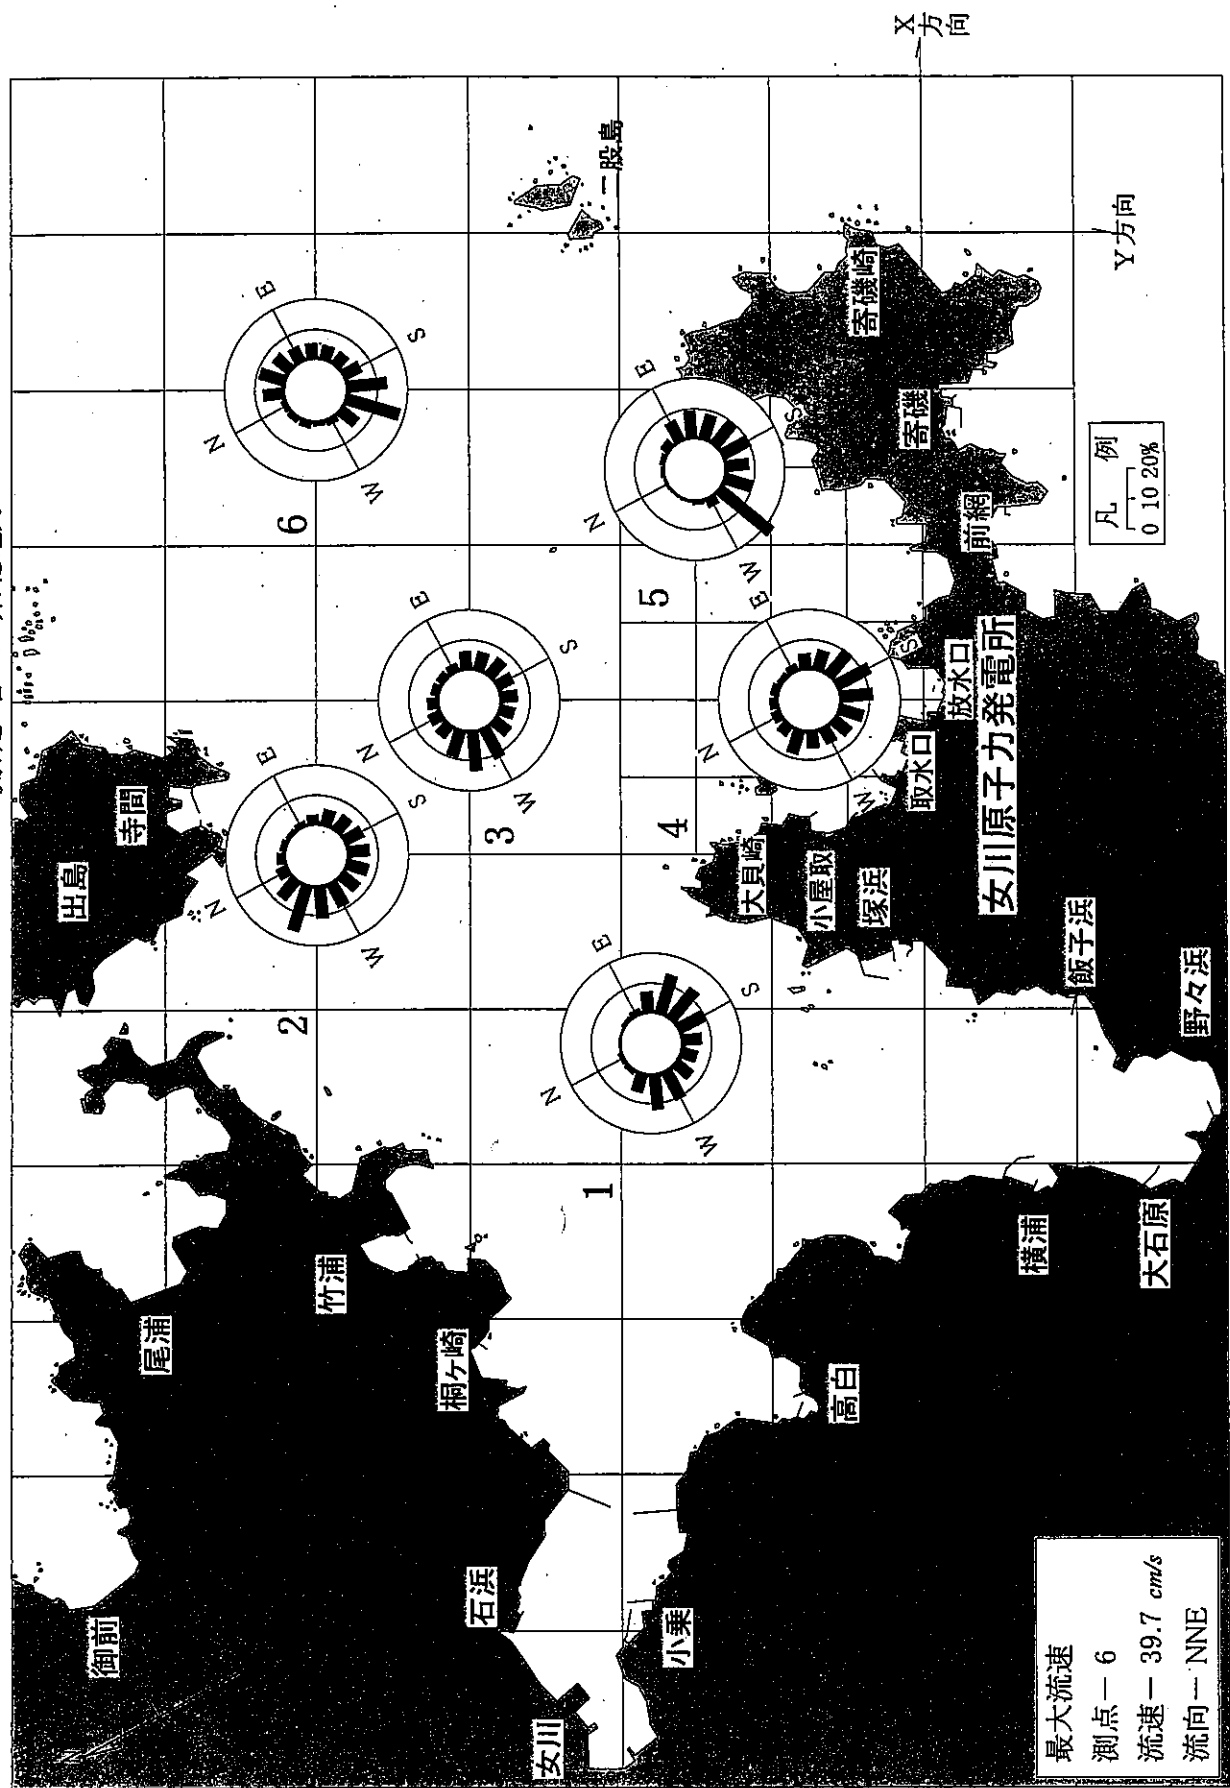 X方向
Y方向
出島
寺間
二股島
尾浦
竹浦
桐ケ崎
御前
石浜
女川
小乗
高白
横浦
大石原
野々浜
飯子浜
塚浜
小屋取
大貝崎
取水口
放水口
女川原子力発電所
前網
寄磯
寄磯崎
1
2
3
4
5
6
N
E
S
W
N
E
S
W
N
E
S
W
N
E
S
W
N
E
S
W
N
E
S
W
凡 例
0 10 20%
最大流速
測点－6
流速－39.7 cm/s
流向－NNE